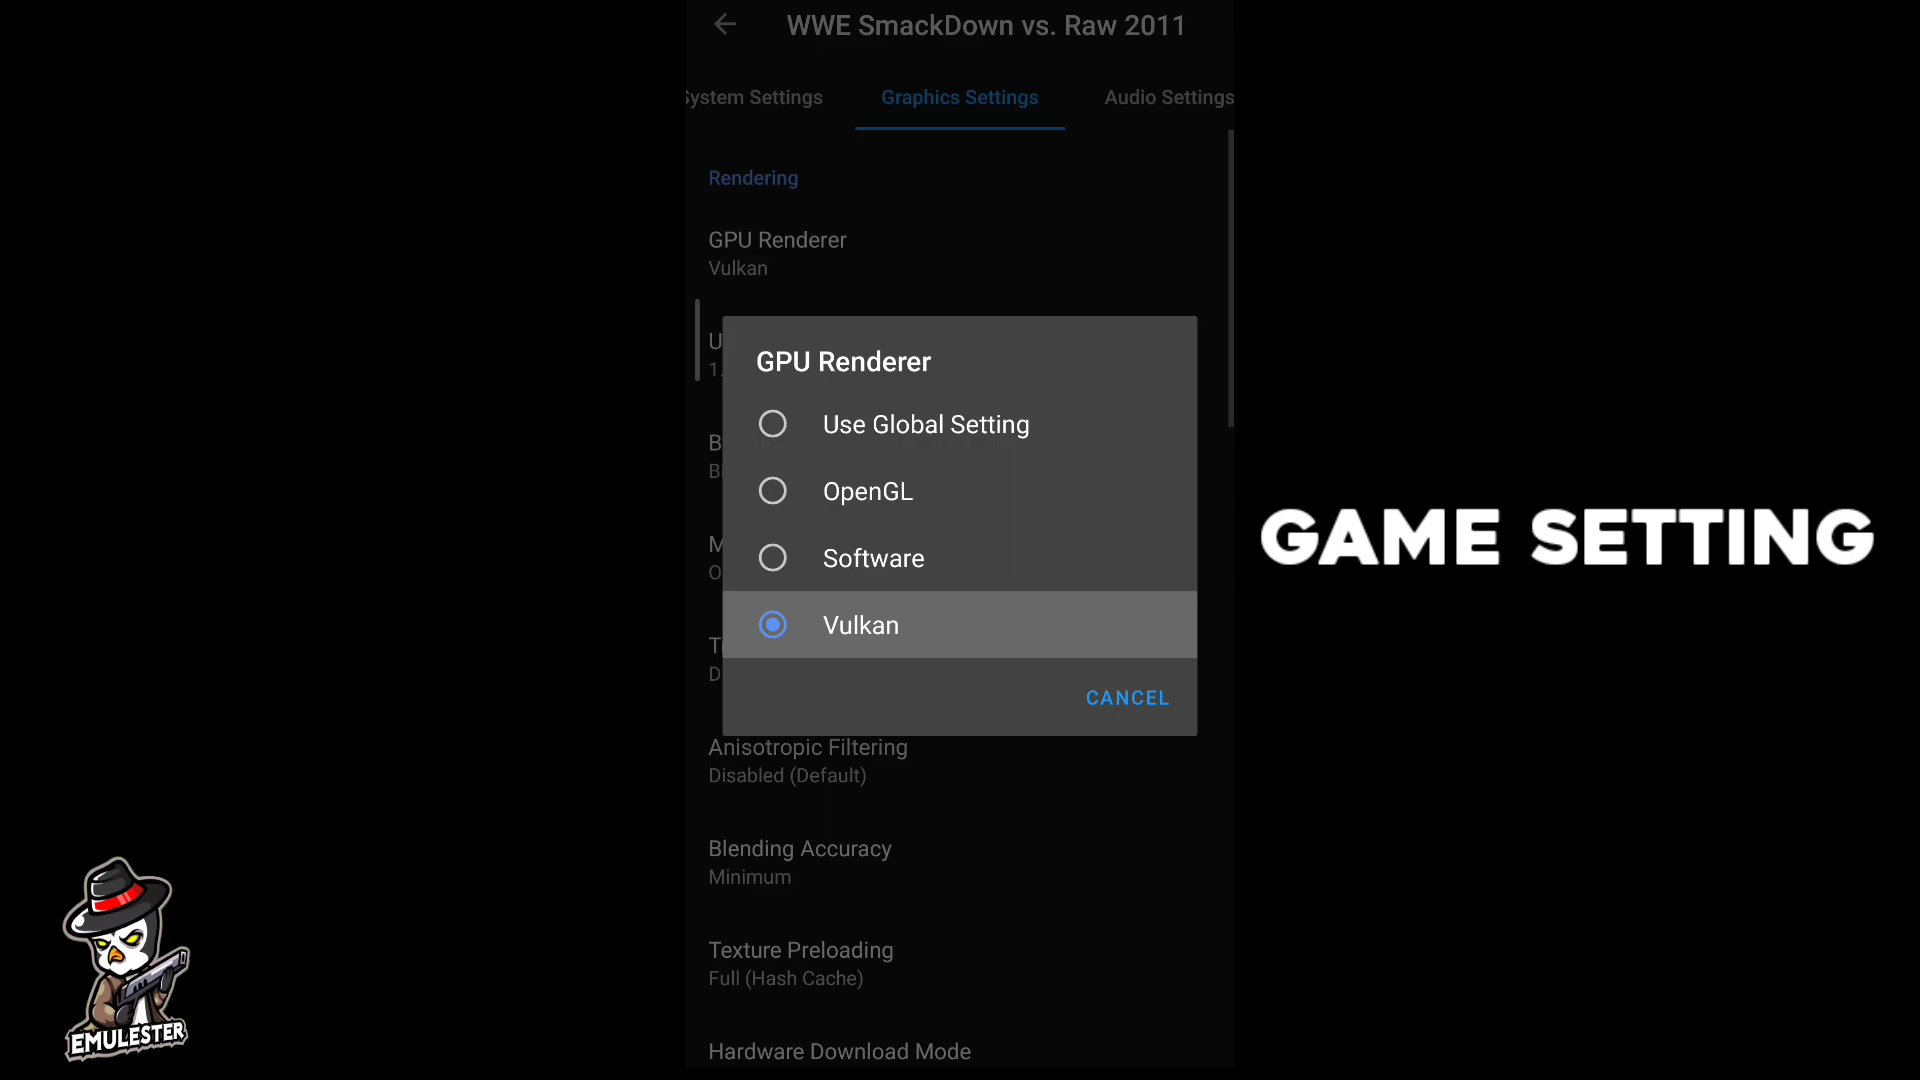 WWE SmackDown vs. Raw 2011
System Settings
Graphics Settings
Audio Settings
Rendering
GPU Renderer
Vulkan
GPU Renderer
Use Global Setting
OpenGL
Software
Vulkan
CANCEL
Anisotropic Filtering
Disabled (Default)
Blending Accuracy
Minimum
Texture Preloading
Full (Hash Cache)
Hardware Download Mode
GAME SETTING
EMULESTER